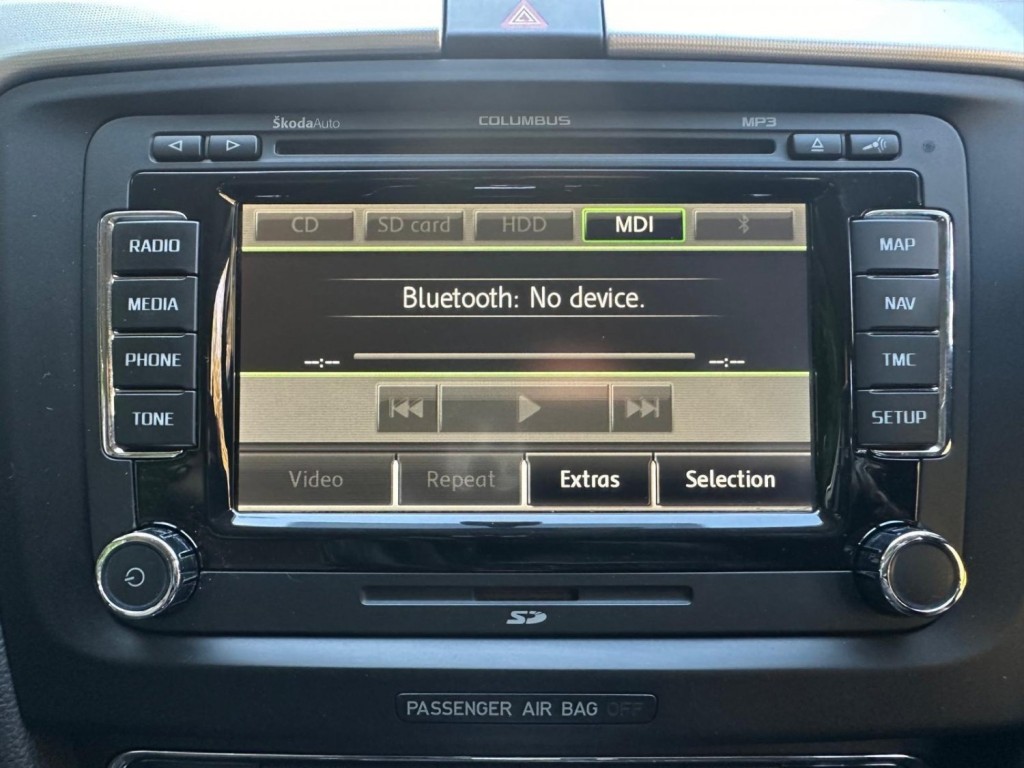 ŠkodaAuto COLUMBUS MP3
CD SD card HDD MDI
RADIO
MEDIA
PHONE
TONE
Bluetooth: No device.
--:-- --:--
Video Repeat Extras Selection
MAP
NAV
TMC
SETUP
SD
PASSENGER AIR BAG OFF